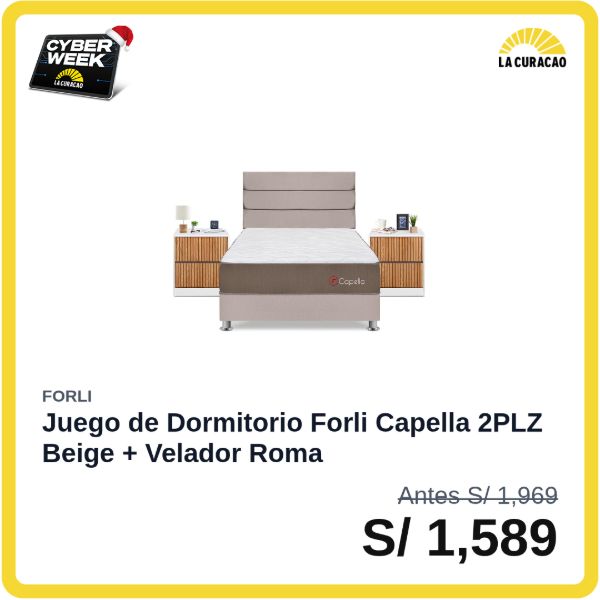 CYBER
WEEK
LA CURACAO
LA CURACAO
Capella
FORLI
Juego de Dormitorio Forli Capella 2PLZ
Beige + Velador Roma
Antes S/ 1,969
S/ 1,589